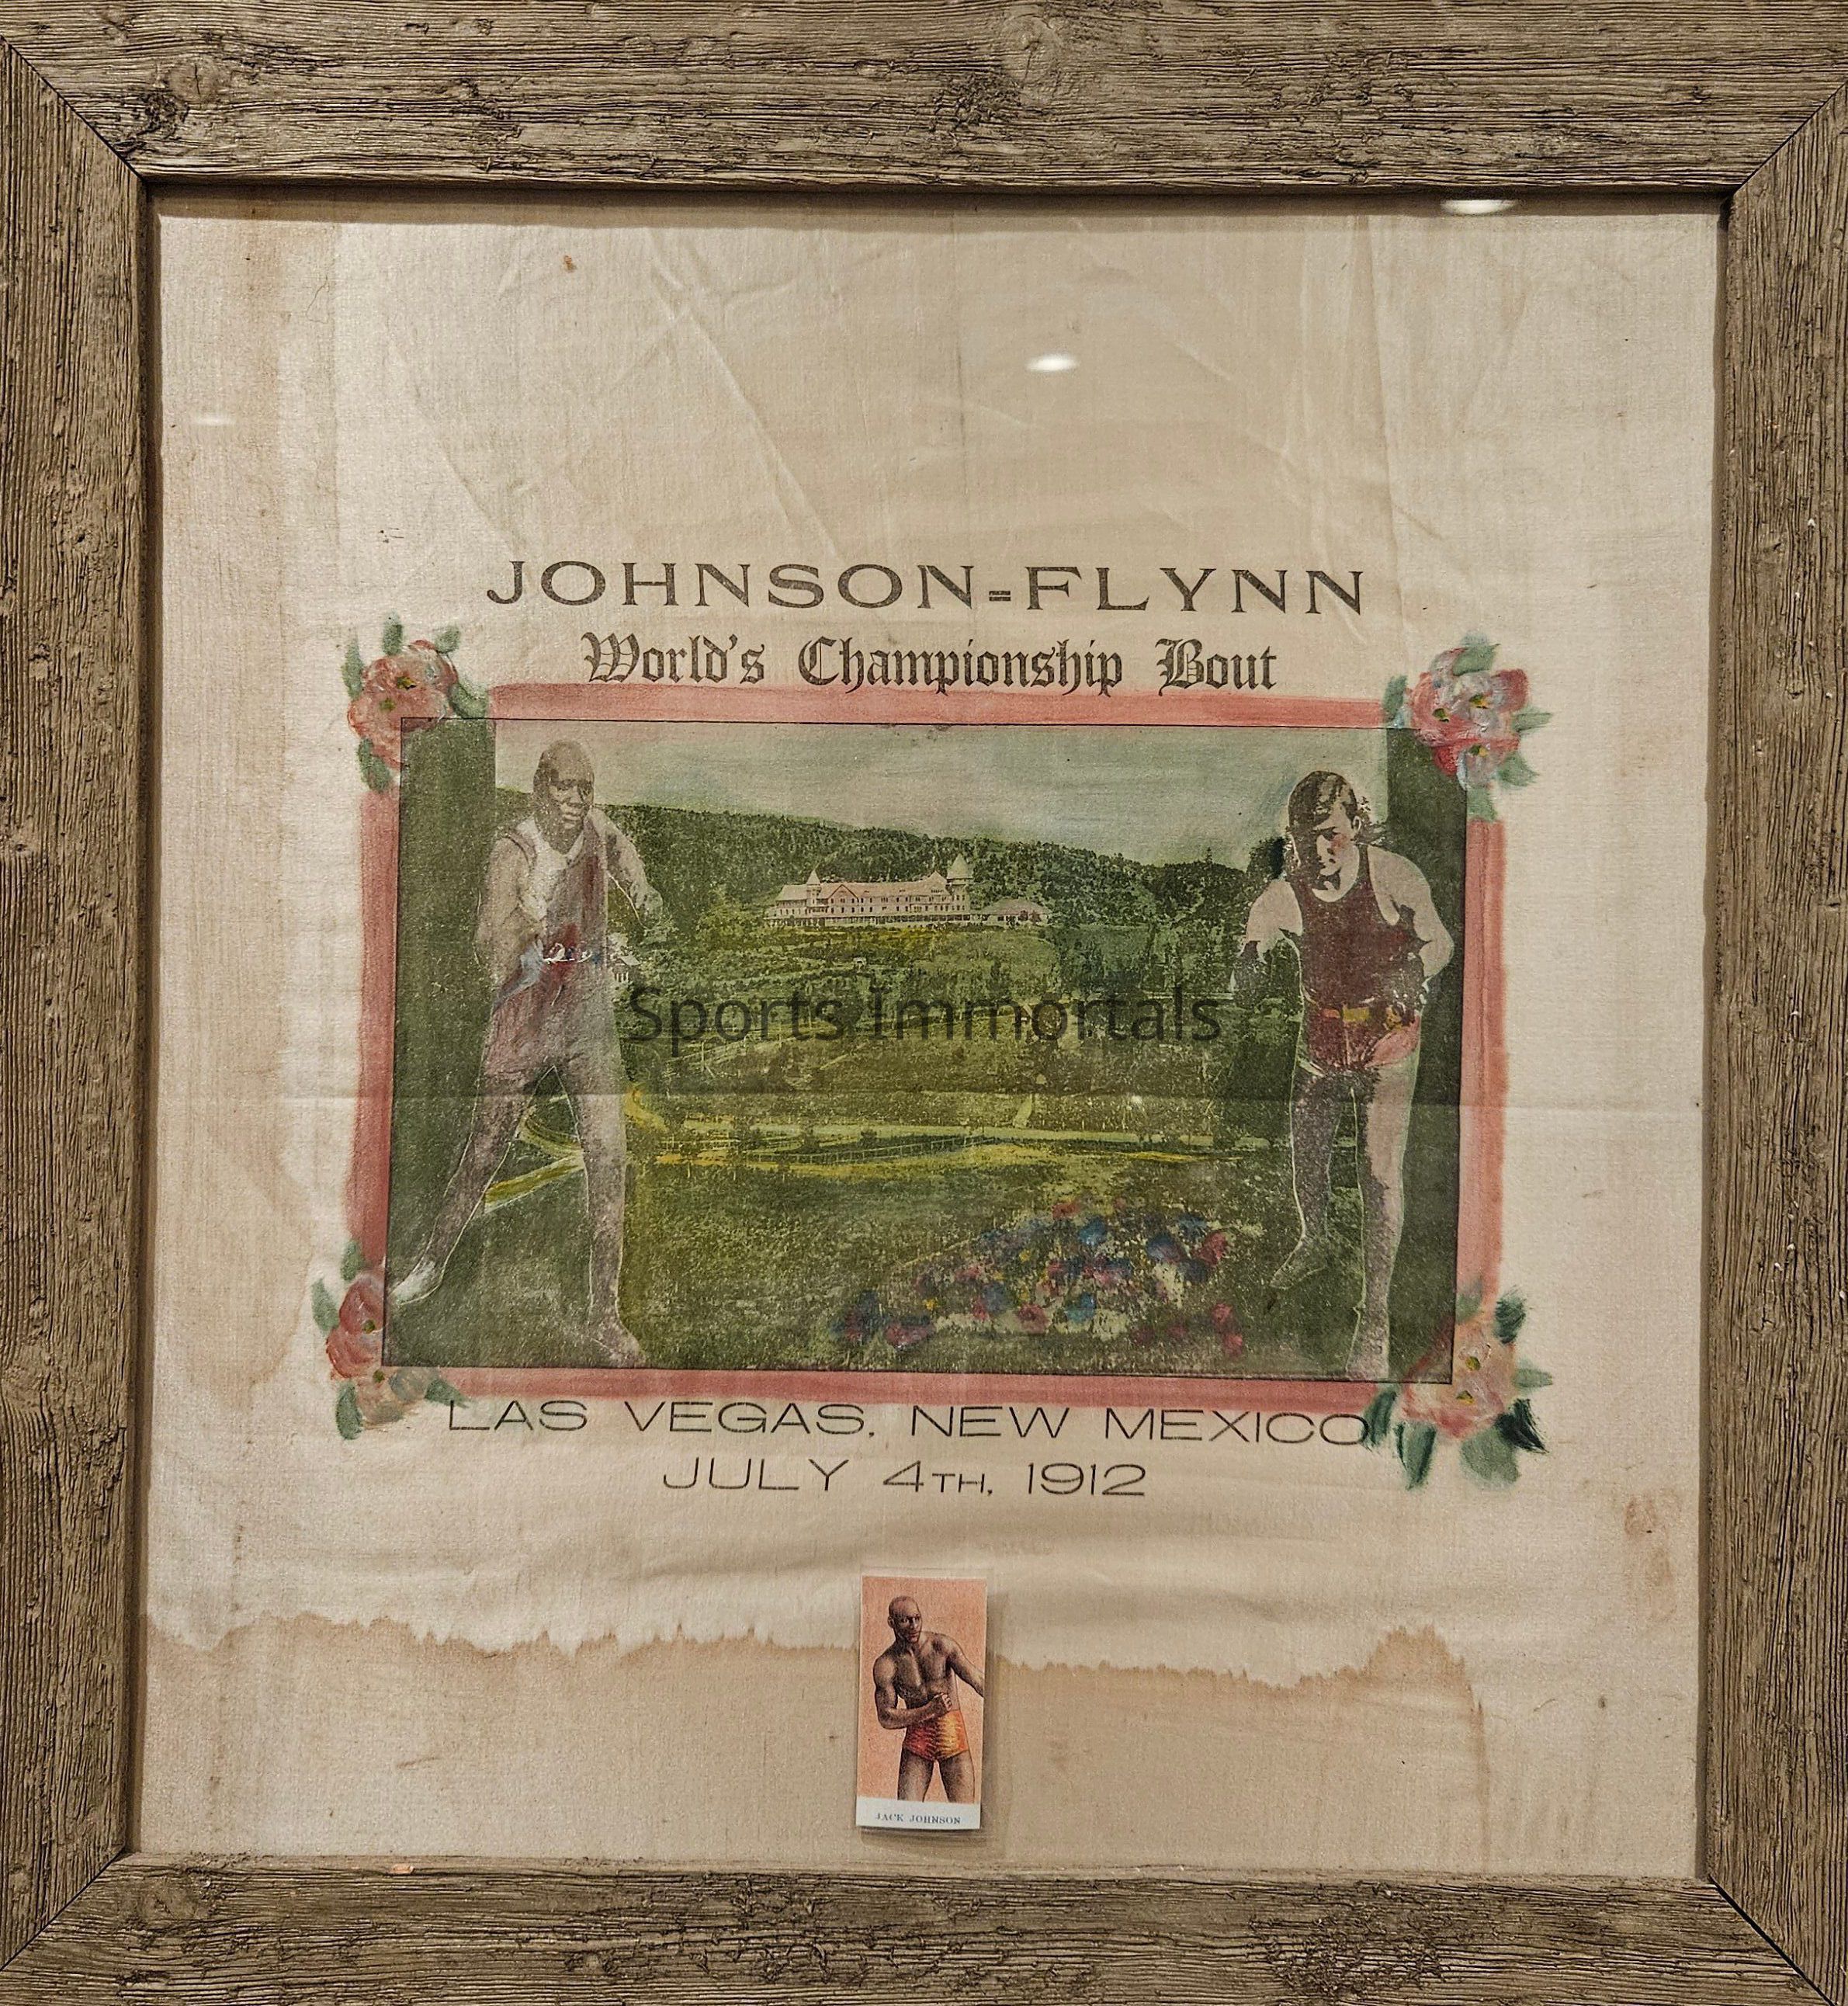 JOHNSON=FLYNN
World's Championship Bout
Sports Immortals
LAS VEGAS, NEW MEXICO
JULY 4TH, 1912
JACK JOHNSON